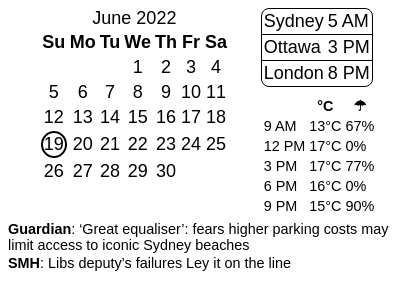 June 2022
Su Mo Tu We Th Fr Sa
1 2 3 4
5 6 7 8 9 10 11
12 13 14 15 16 17 18
19 20 21 22 23 24 25
26 27 28 29 30
Sydney 5 AM
Ottawa 3 PM
London 8 PM
°C ☂
9 AM 13°C 67%
12 PM 17°C 0%
3 PM 17°C 77%
6 PM 16°C 0%
9 PM 15°C 90%
Guardian: ‘Great equaliser’: fears higher parking costs may
limit access to iconic Sydney beaches
SMH: Libs deputy’s failures Ley it on the line